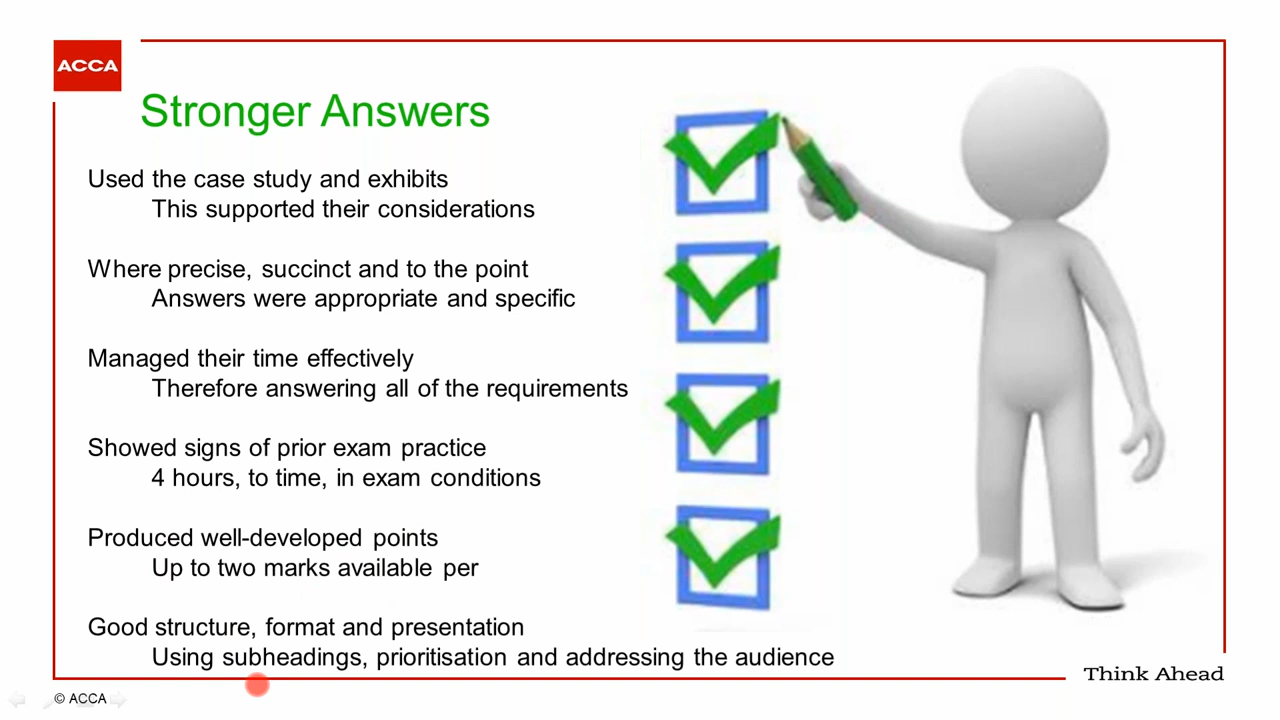 ACCA
Stronger Answers
Used the case study and exhibits
This supported their considerations
Where precise, succinct and to the point
Answers were appropriate and specific
Managed their time effectively
Therefore answering all of the requirements
Showed signs of prior exam practice
4 hours, to time, in exam conditions
Produced well-developed points
Up to two marks available per
Good structure, format and presentation
Using subheadings, prioritisation and addressing the audience
Think Ahead
© ACCA